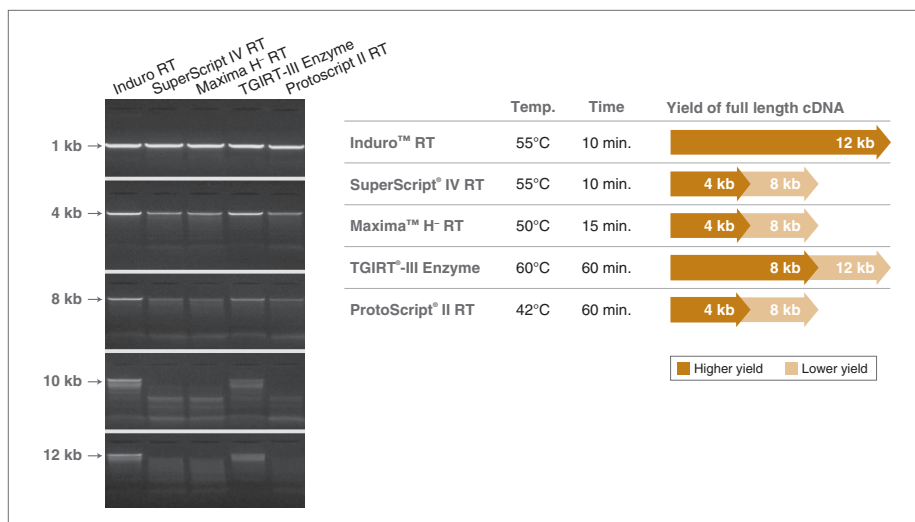 Induro RT
SuperScript IV RT
Maxima H⁻ RT
TGIRT-III Enzyme
Protoscript II RT
1 kb
4 kb
8 kb
10 kb
12 kb
Temp. Time Yield of full length cDNA
Induro™ RT 55°C 10 min. 12 kb
SuperScript® IV RT 55°C 10 min. 4 kb 8 kb
Maxima™ H⁻ RT 50°C 15 min. 4 kb 8 kb
TGIRT®-III Enzyme 60°C 60 min. 8 kb 12 kb
ProtoScript® II RT 42°C 60 min. 4 kb 8 kb
Higher yield Lower yield